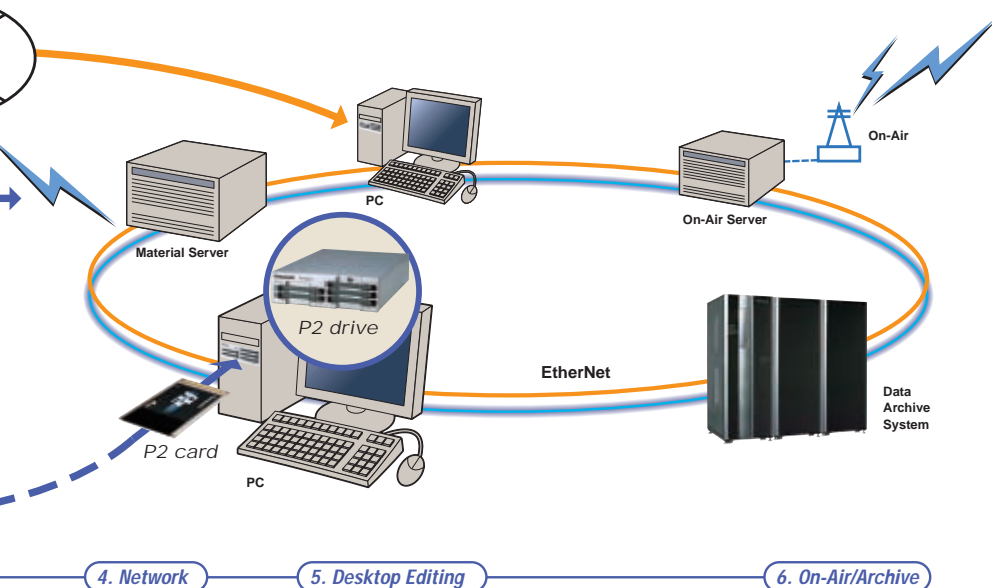 On-Air
PC
On-Air Server
Material Server
P2 drive
EtherNet
Data
Archive
System
P2 card
PC
4. Network
5. Desktop Editing
6. On-Air/Archive